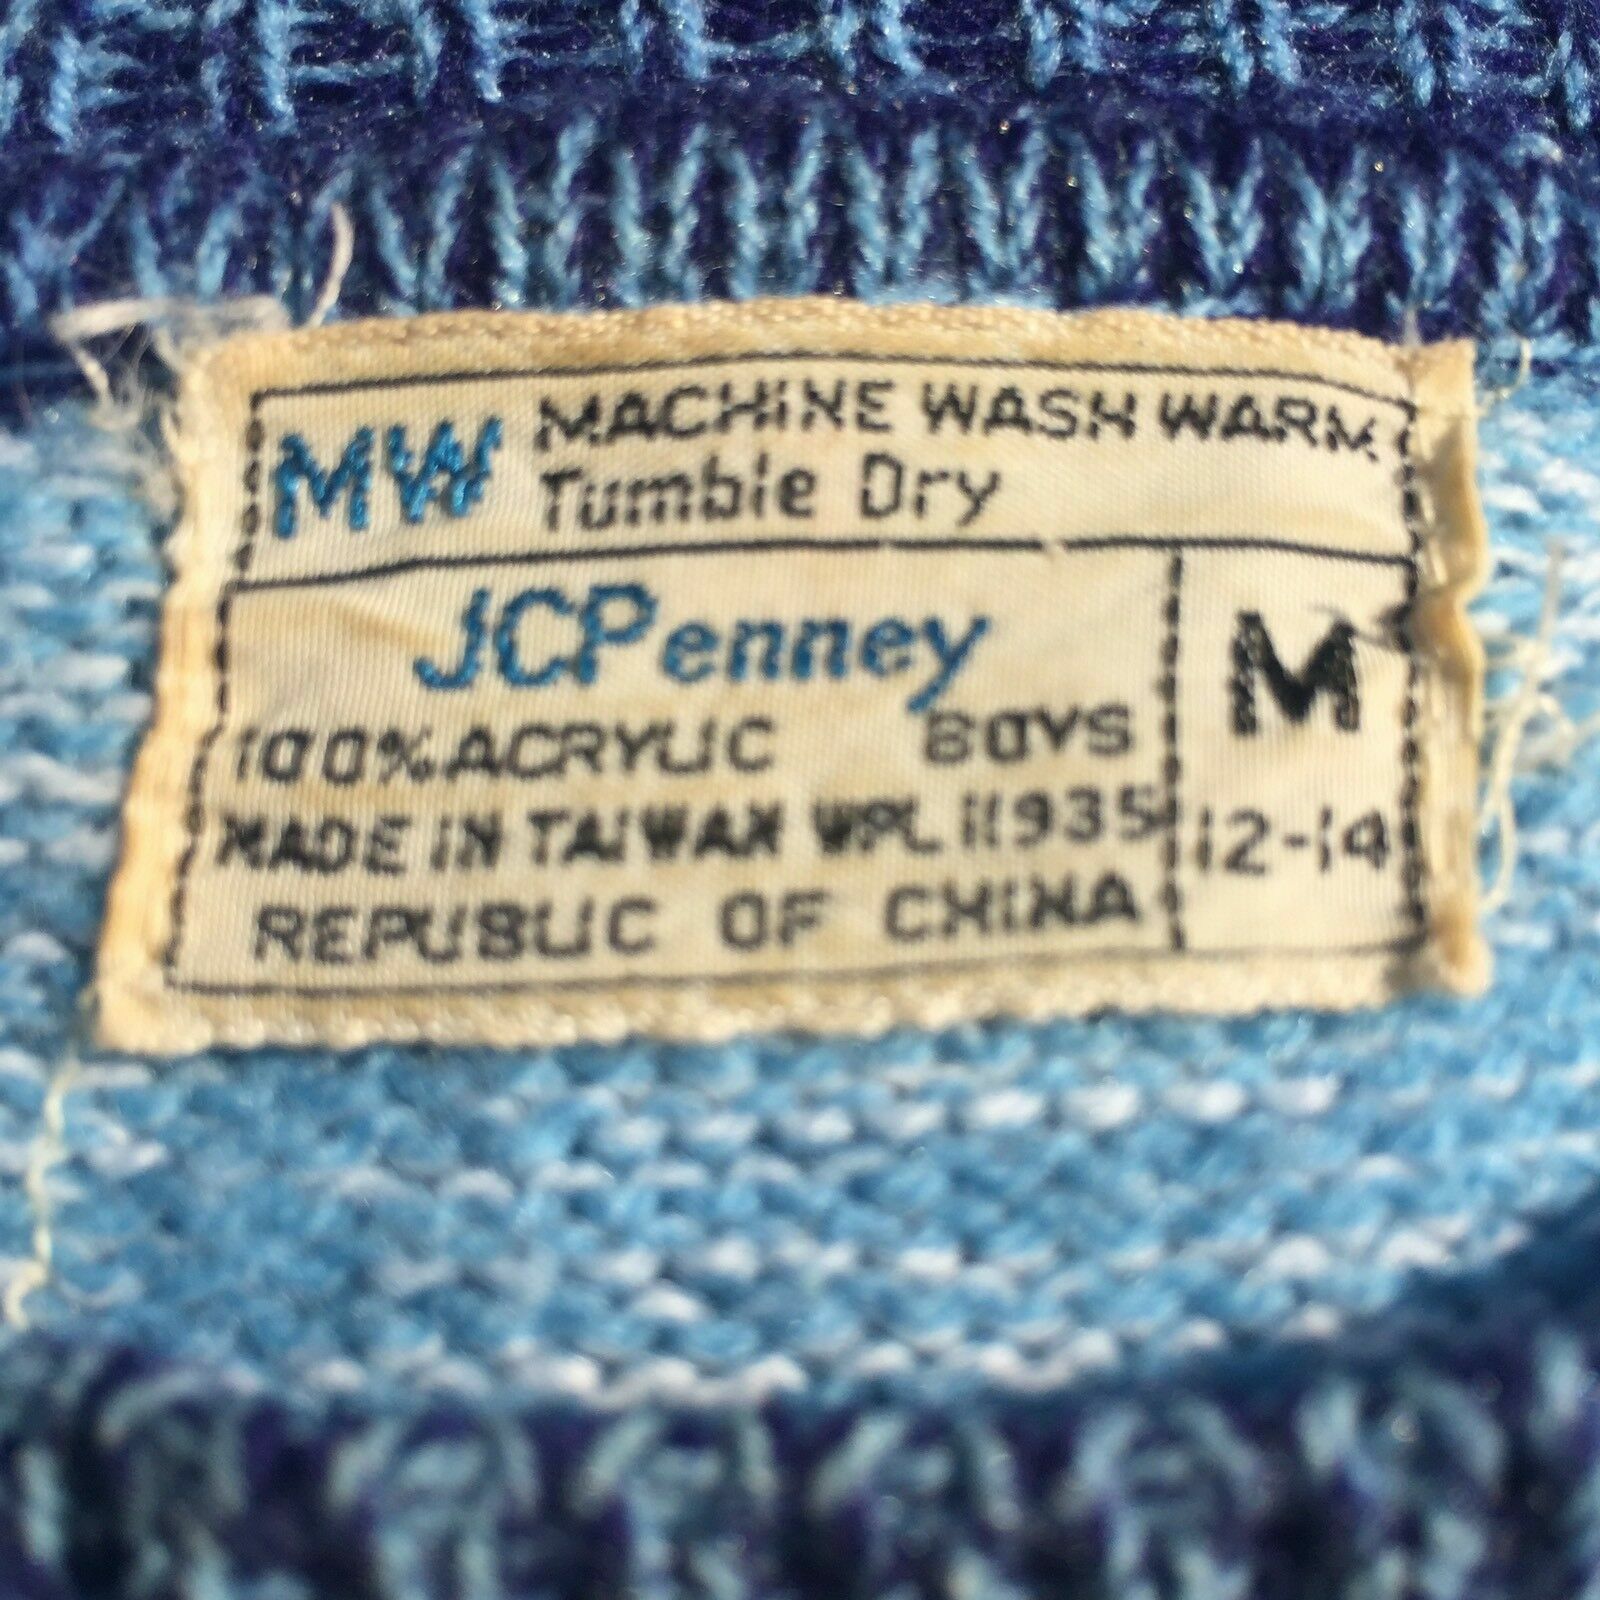 MW MACHINE WASH WARM
Tumble Dry
JCPenney
100% ACRYLIC BOYS
MADE IN TAIWAN WPL 11935
REPUBLIC OF CHINA
M
12-14